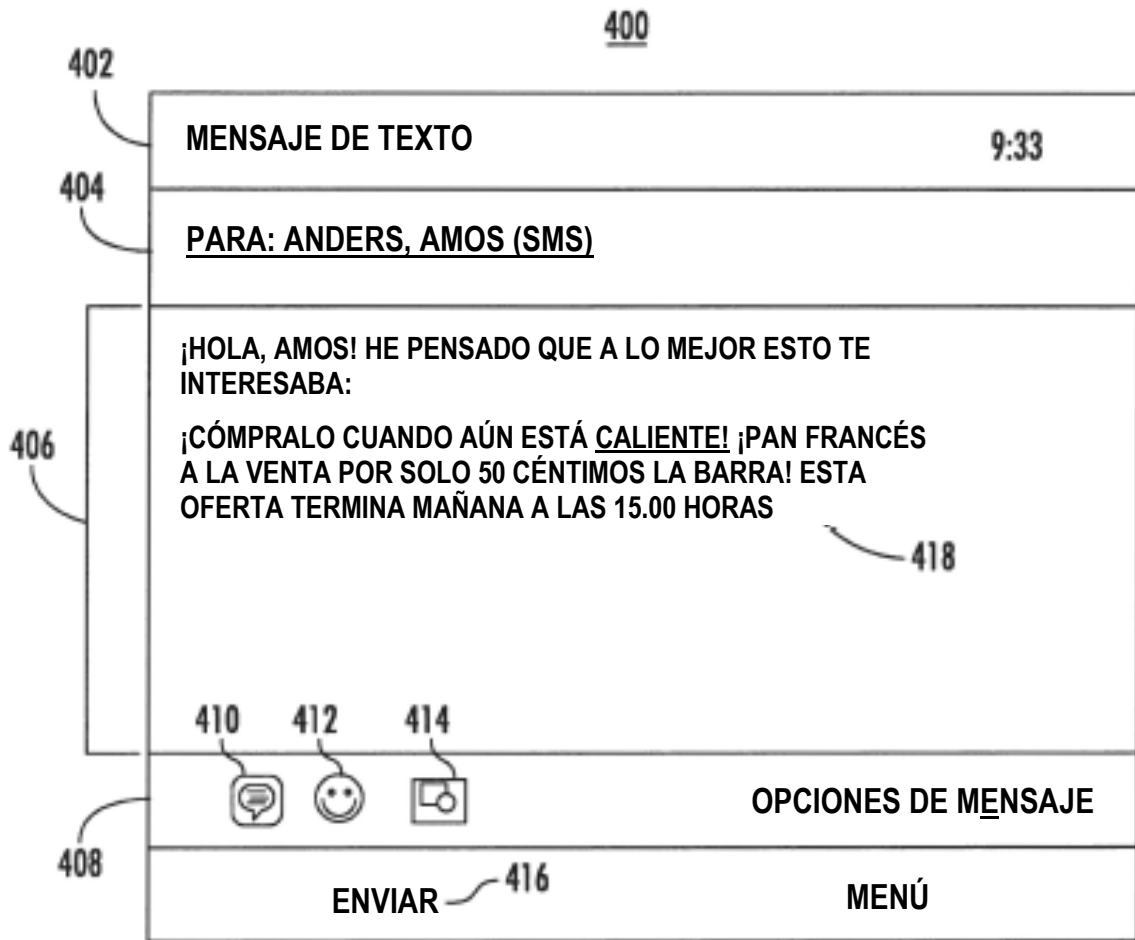 400
402
MENSAJE DE TEXTO 9:33
404
PARA: ANDERS, AMOS (SMS)
¡HOLA, AMOS! HE PENSADO QUE A LO MEJOR ESTO TE
INTERESABA:
406
¡CÓMPRALO CUANDO AÚN ESTÁ CALIENTE! ¡PAN FRANCÉS
A LA VENTA POR SOLO 50 CÉNTIMOS LA BARRA! ESTA
OFERTA TERMINA MAÑANA A LAS 15.00 HORAS
418
410 412 414
OPCIONES DE MENSAJE
408
ENVIAR 416 MENÚ